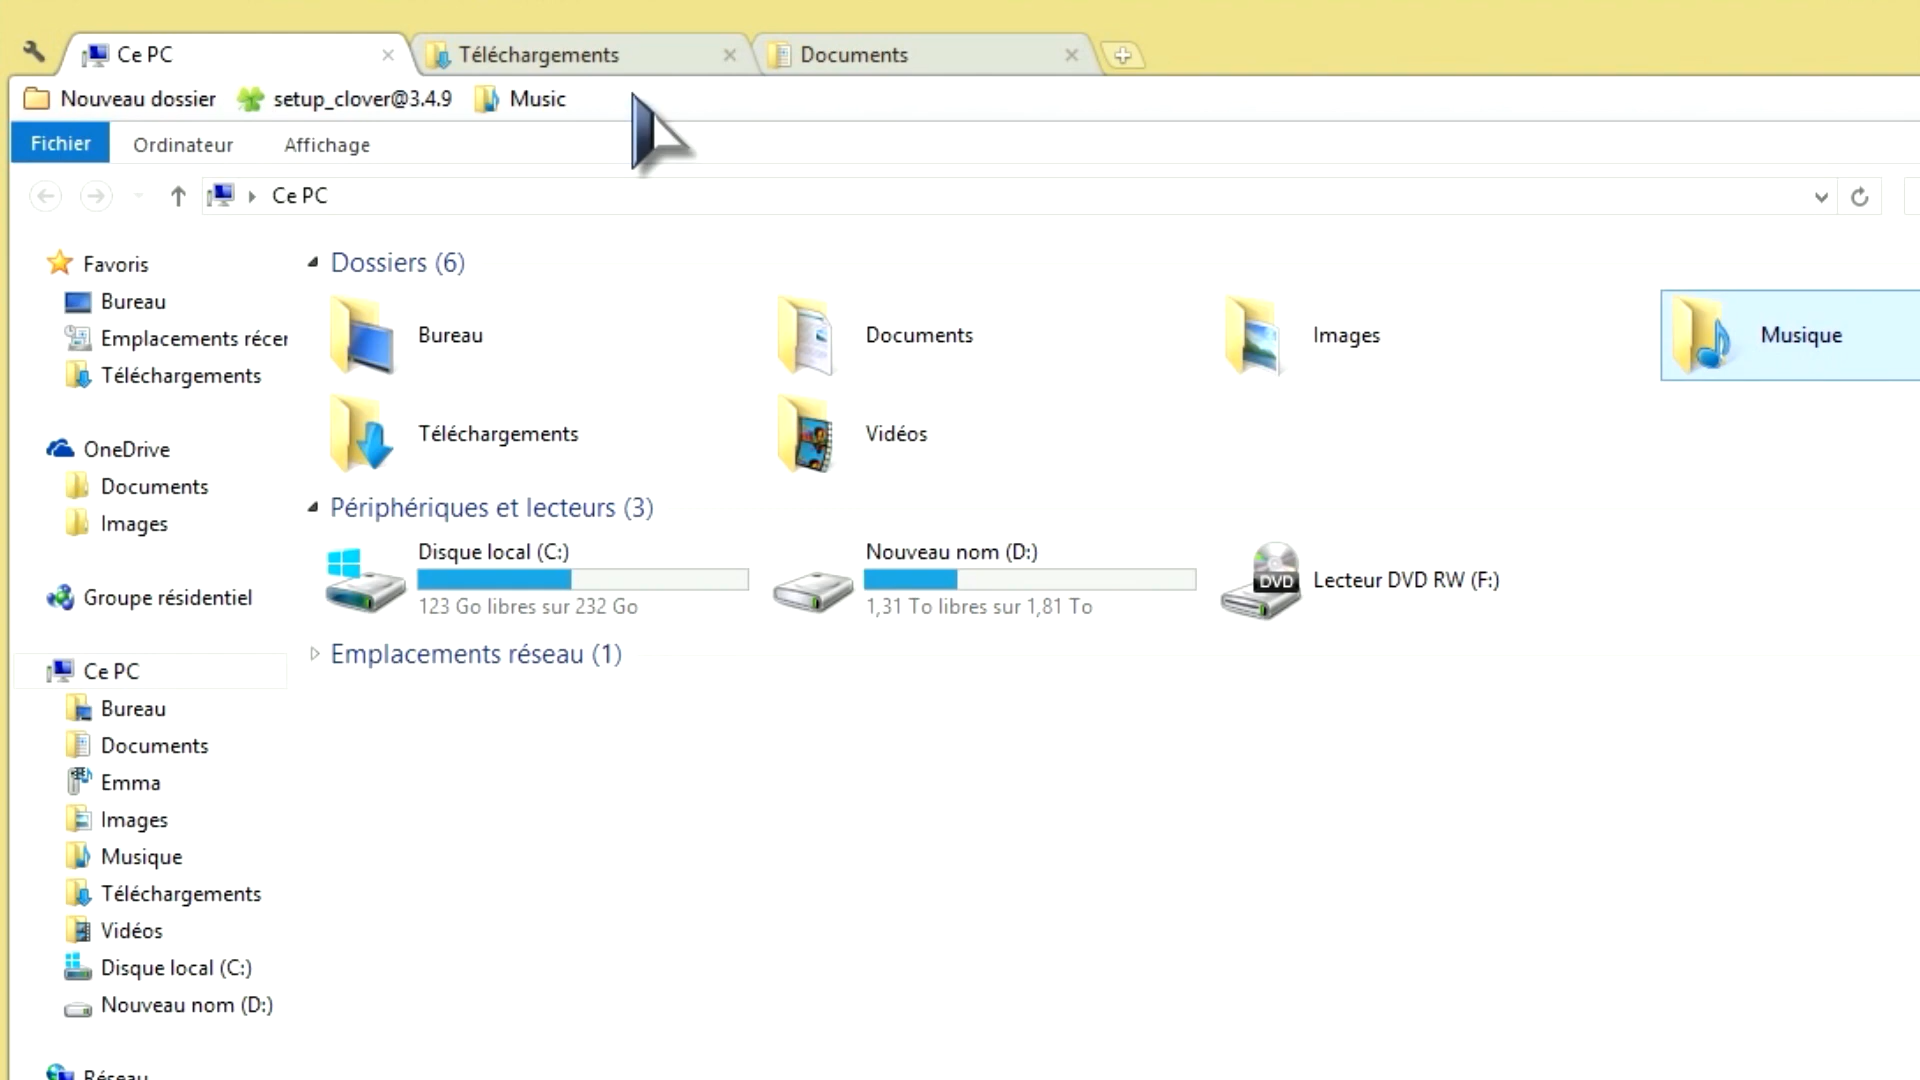 Ce PC
Téléchargements
Documents
Nouveau dossier
setup_clover@3.4.9
Music
Fichier
Ordinateur
Affichage
Ce PC
Favoris
Bureau
Emplacements récer
Téléchargements
OneDrive
Documents
Images
Groupe résidentiel
Ce PC
Bureau
Documents
Emma
Images
Musique
Téléchargements
Vidéos
Disque local (C:)
Nouveau nom (D:)
Réseau
Dossiers (6)
Bureau
Documents
Images
Musique
Téléchargements
Vidéos
Périphériques et lecteurs (3)
Disque local (C:)
123 Go libres sur 232 Go
Nouveau nom (D:)
1,31 To libres sur 1,81 To
DVD
Lecteur DVD RW (F:)
Emplacements réseau (1)